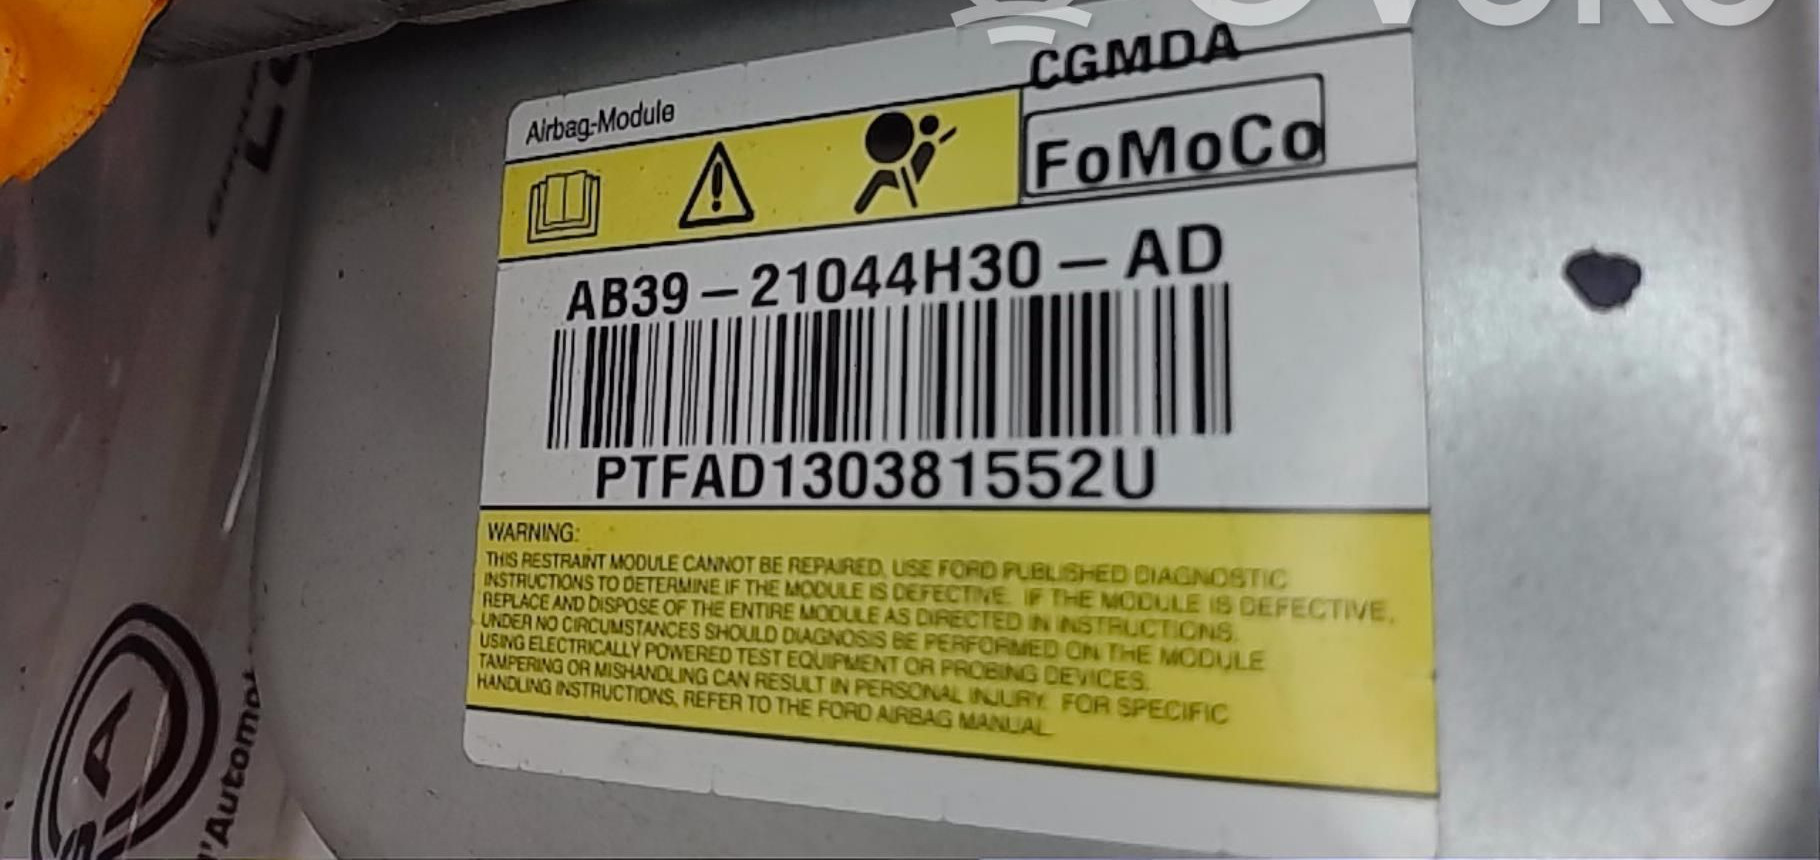 CGMDA
Airbag-Module
FoMoCo
AB39-21044H30-AD
PTFAD130381552U
WARNING:
THIS RESTRAINT MODULE CANNOT BE REPAIRED. USE FORD PUBLISHED DIAGNOSTIC
INSTRUCTIONS TO DETERMINE IF THE MODULE IS DEFECTIVE. IF THE MODULE IS DEFECTIVE,
REPLACE AND DISPOSE OF THE ENTIRE MODULE AS DIRECTED IN INSTRUCTIONS.
UNDER NO CIRCUMSTANCES SHOULD DIAGNOSIS BE PERFORMED ON THE MODULE
USING ELECTRICALLY POWERED TEST EQUIPMENT OR PROBING DEVICES.
TAMPERING OR MISHANDLING CAN RESULT IN PERSONAL INJURY. FOR SPECIFIC
HANDLING INSTRUCTIONS, REFER TO THE FORD AIRBAG MANUAL
l'Automo